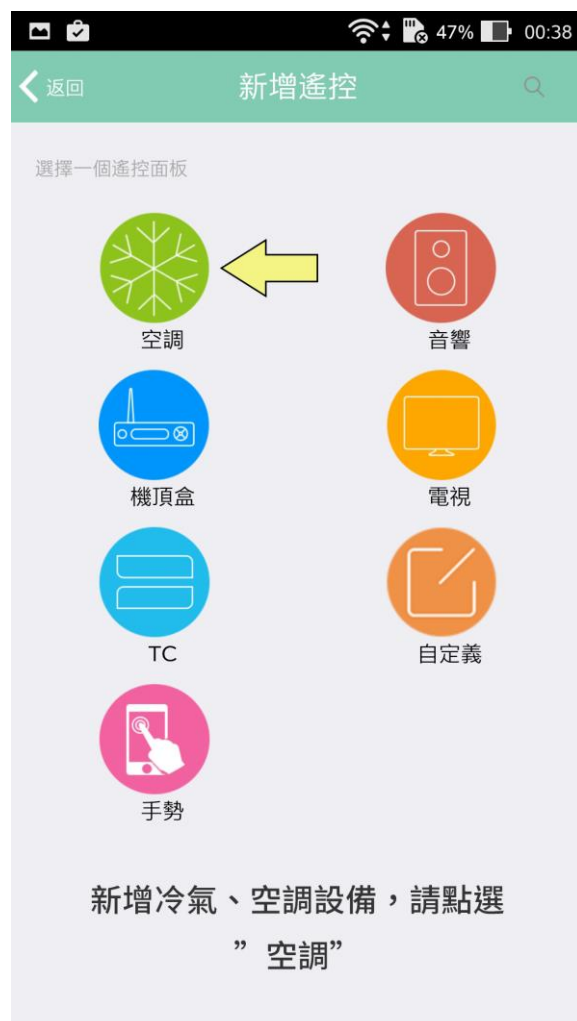 47% 00:38
返回 新增遙控
選擇一個遙控面板
空調 音響
機頂盒 電視
TC 自定義
手勢
新增冷氣、空調設備，請點選
”空調”